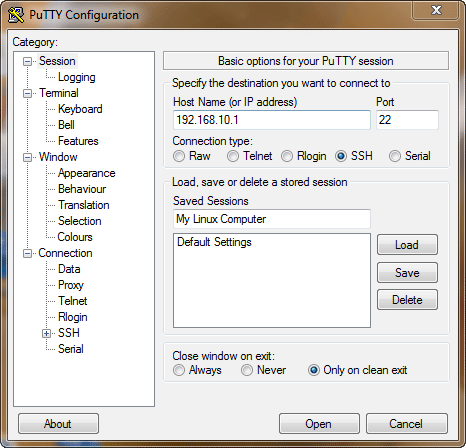 PuTTY Configuration
Category:
Session
Logging
Terminal
Keyboard
Bell
Features
Window
Appearance
Behaviour
Translation
Selection
Colours
Connection
Data
Proxy
Telnet
Rlogin
SSH
Serial
Basic options for your PuTTY session
Specify the destination you want to connect to
Host Name (or IP address) Port
192.168.10.1 22
Connection type:
Raw Telnet Rlogin SSH Serial
Load, save or delete a stored session
Saved Sessions
My Linux Computer
Default Settings
Load
Save
Delete
Close window on exit:
Always Never Only on clean exit
About Open Cancel